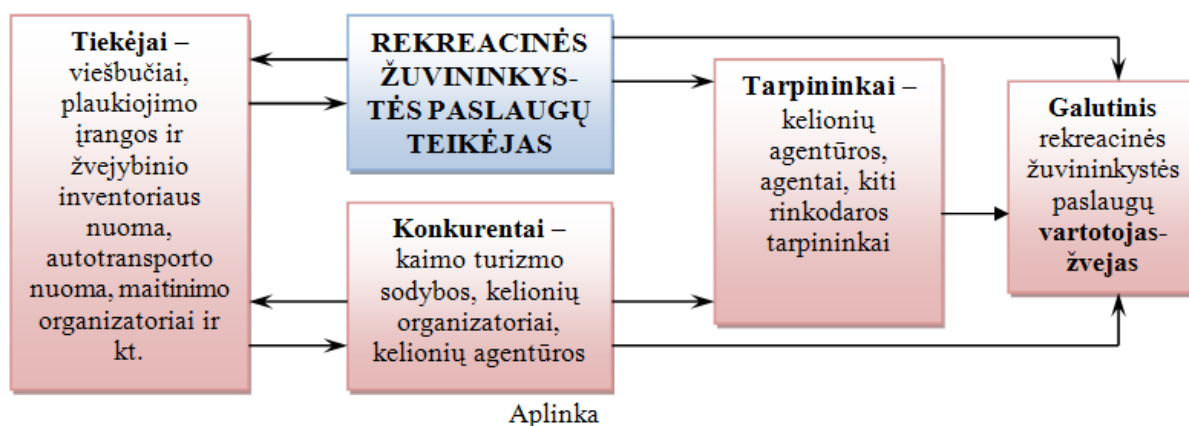 Tiekėjai –
viešbučiai,
plaukiojimo
įrangos ir
žvejybinio
inventoriaus
nuoma,
autotransporto
nuoma, maitinimo
organizatoriai ir
kt.
REKREACINĖS
ŽUVININKYS-
TĖS PASLAUGŲ
TEIKĖJAS
Konkurentai –
kaimo turizmo
sodybos, kelionių
organizatoriai,
kelionių agentūros
Tarpininkai –
kelionių
agentūros,
agentai, kiti
rinkodaros
tarpininkai
Galutinis
rekreacinės
žuvininkystės
paslaugų
vartotojas-
žvejas
Aplinka